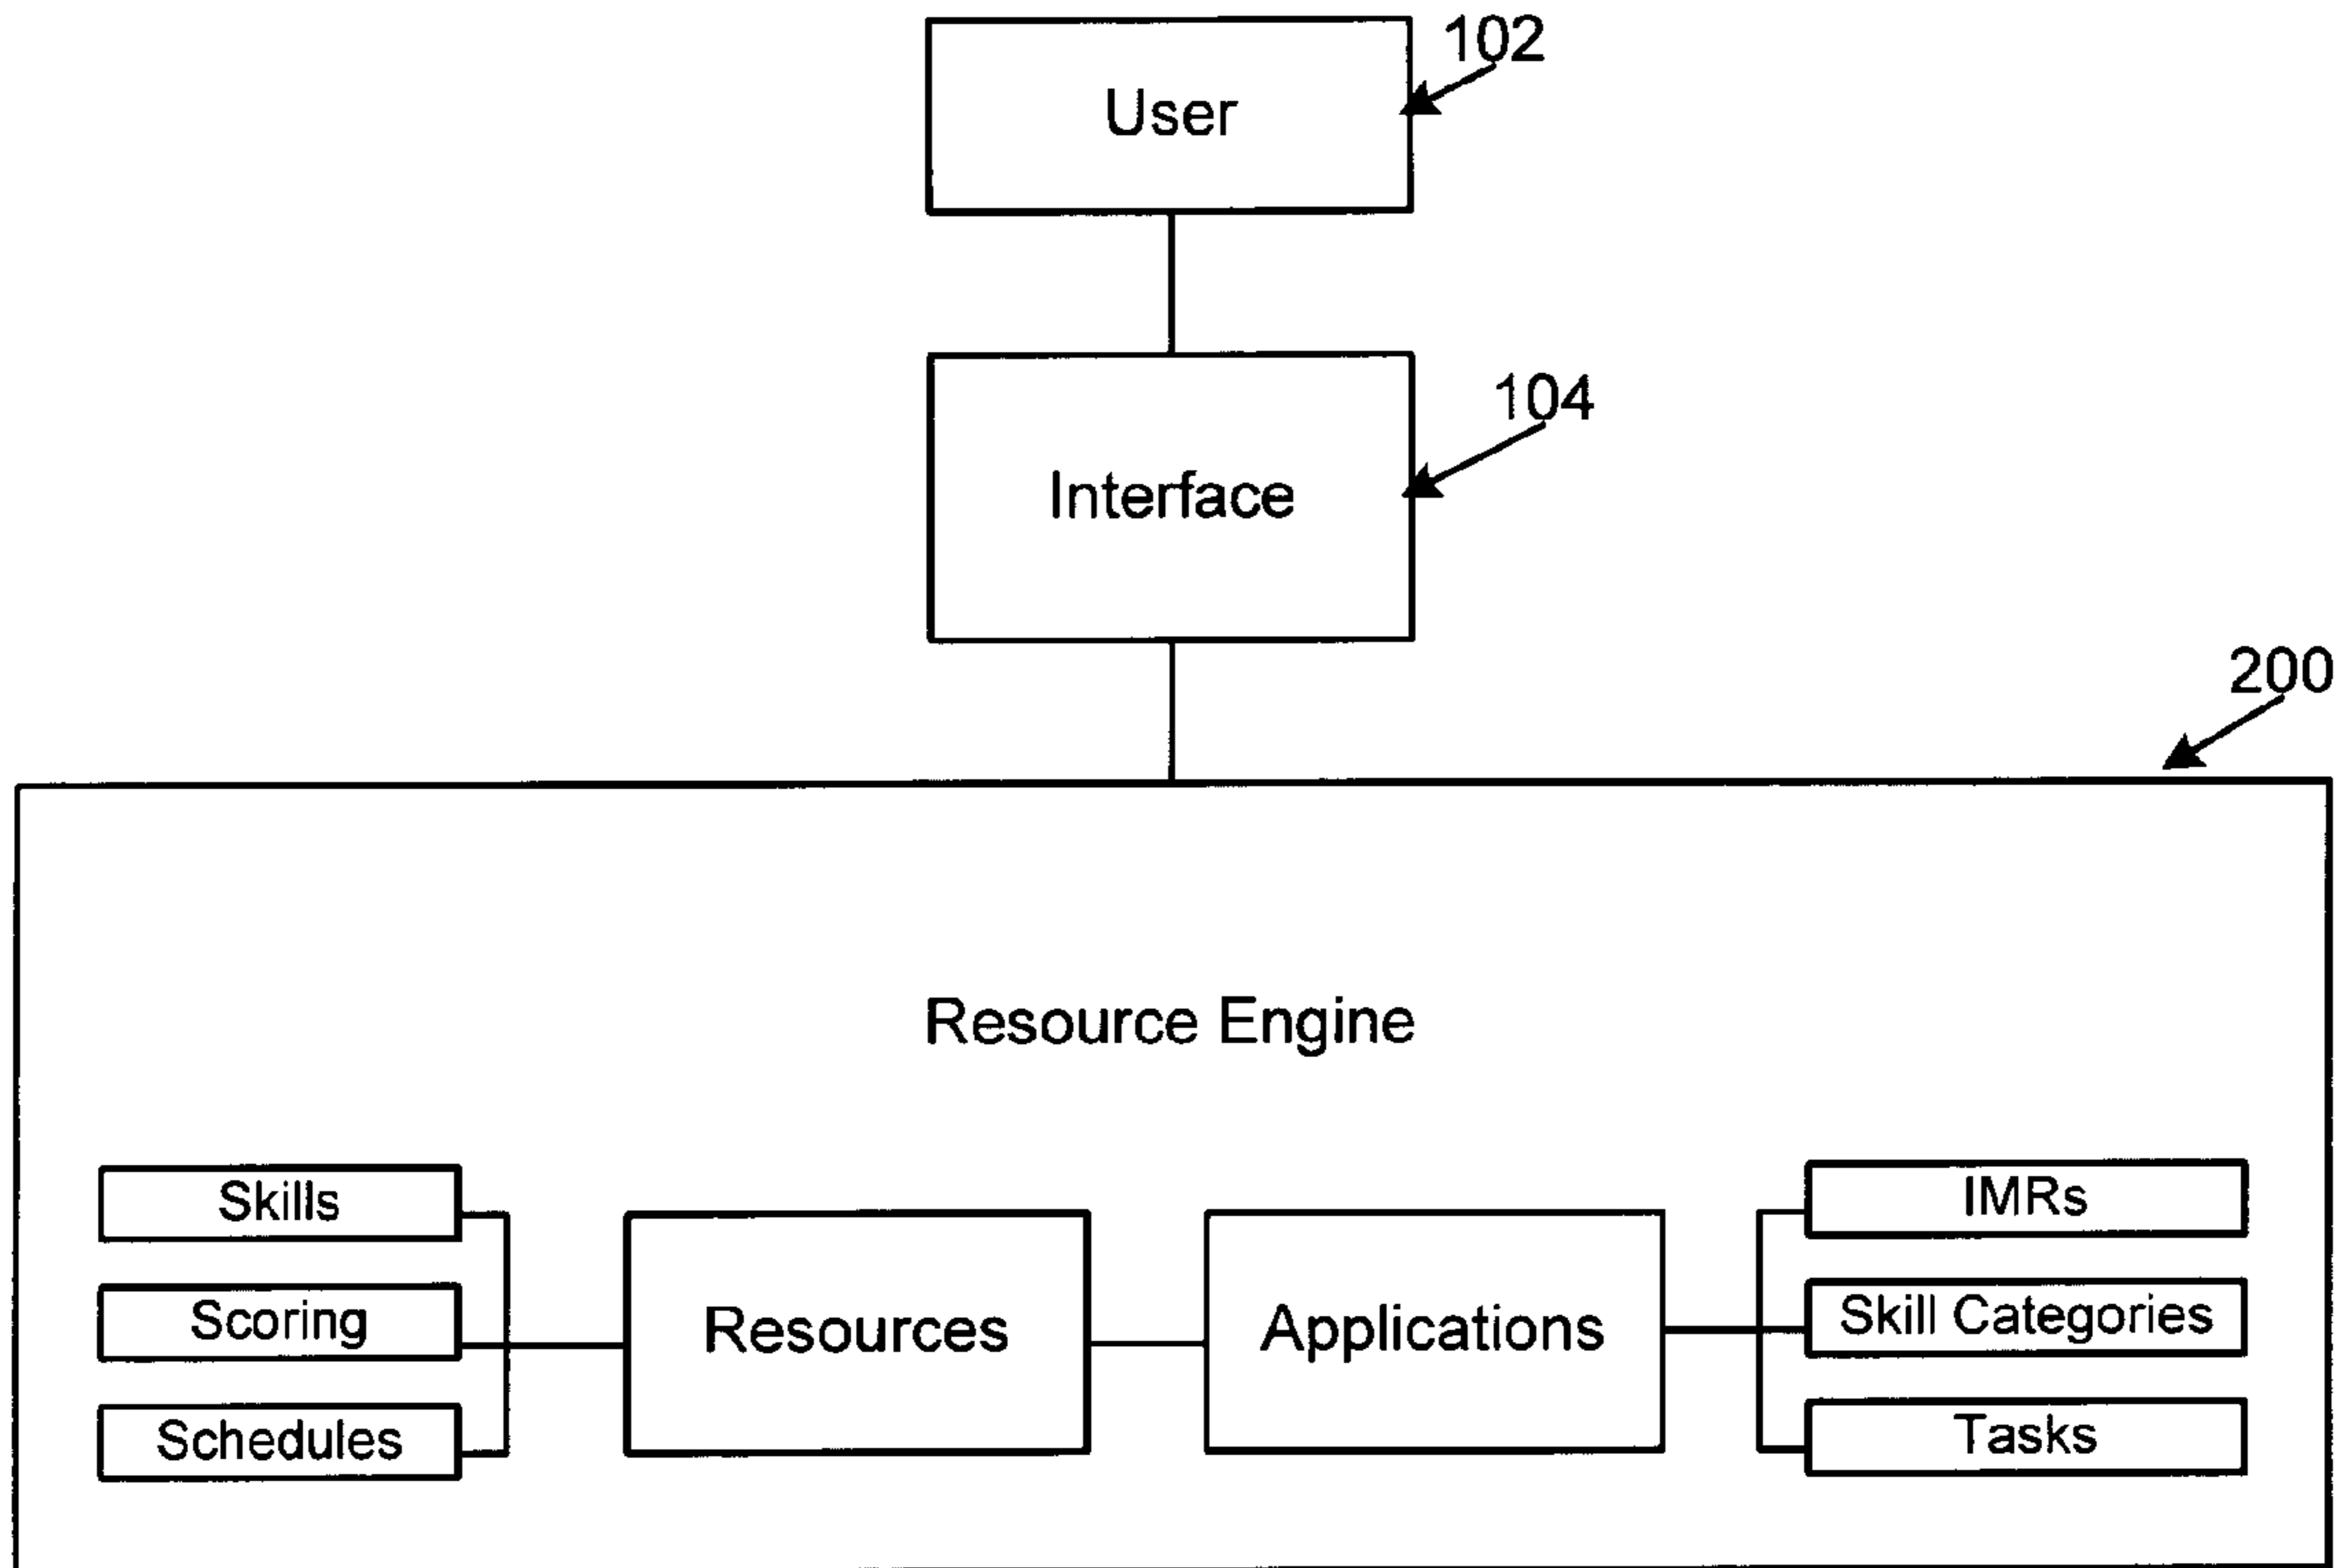 102
User
104
Interface
200
Resource Engine
Skills
Scoring
Schedules
Resources
Applications
IMRs
Skill Categories
Tasks